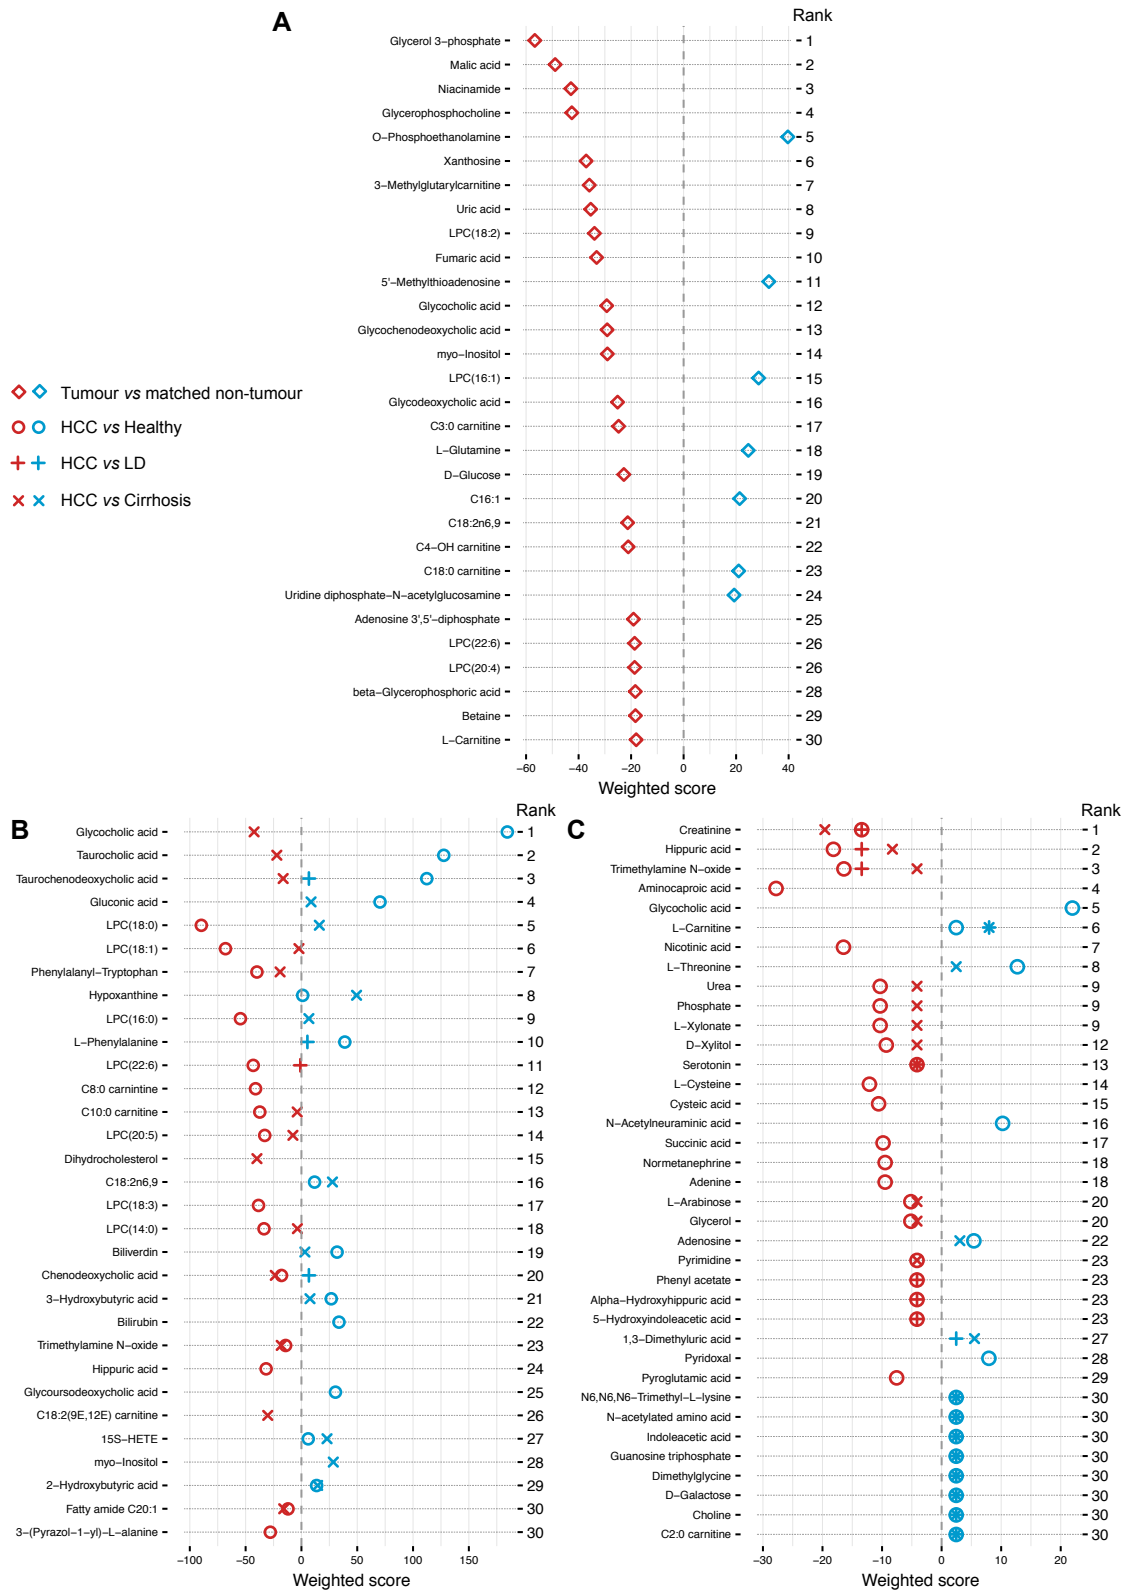 A
Rank
Glycerol 3−phosphate 1
Malic acid 2
Niacinamide 3
Glycerophosphocholine 4
O−Phosphoethanolamine 5
Xanthosine 6
3−Methylglutarylcarnitine 7
Uric acid 8
LPC(18:2) 9
Fumaric acid 10
5'−Methylthioadenosine 11
Glycocholic acid 12
Glycochenodeoxycholic acid 13
myo−Inositol 14
LPC(16:1) 15
Glycodeoxycholic acid 16
C3:0 carnitine 17
L−Glutamine 18
D−Glucose 19
C16:1 20
C18:2n6,9 21
C4−OH carnitine 22
C18:0 carnitine 23
Uridine diphosphate−N−acetylglucosamine 24
Adenosine 3',5'−diphosphate 25
LPC(22:6) 26
LPC(20:4) 26
beta−Glycerophosphoric acid 28
Betaine 29
L−Carnitine 30
−60 −40 −20 0 20 40
Weighted score
Tumour vs matched non-tumour
HCC vs Healthy
HCC vs LD
HCC vs Cirrhosis
B
Rank
Glycocholic acid 1
Taurocholic acid 2
Taurochenodeoxycholic acid 3
Gluconic acid 4
LPC(18:0) 5
LPC(18:1) 6
Phenylalanyl−Tryptophan 7
Hypoxanthine 8
LPC(16:0) 9
L−Phenylalanine 10
LPC(22:6) 11
C8:0 carnintine 12
C10:0 carnitine 13
LPC(20:5) 14
Dihydrocholesterol 15
C18:2n6,9 16
LPC(18:3) 17
LPC(14:0) 18
Biliverdin 19
Chenodeoxycholic acid 20
3−Hydroxybutyric acid 21
Bilirubin 22
Trimethylamine N−oxide 23
Hippuric acid 24
Glycoursodeoxycholic acid 25
C18:2(9E,12E) carnitine 26
15S−HETE 27
myo−Inositol 28
2−Hydroxybutyric acid 29
Fatty amide C20:1 30
3−(Pyrazol−1−yl)−L−alanine 30
−100 −50 0 50 100 150
Weighted score
C
Rank
Creatinine 1
Hippuric acid 2
Trimethylamine N−oxide 3
Aminocaproic acid 4
Glycocholic acid 5
L−Carnitine 6
Nicotinic acid 7
L−Threonine 8
Urea 9
Phosphate 9
L−Xylonate 9
D−Xylitol 12
Serotonin 13
L−Cysteine 14
Cysteic acid 15
N−Acetylneuraminic acid 16
Succinic acid 17
Normetanephrine 18
Adenine 18
L−Arabinose 20
Glycerol 20
Adenosine 22
Pyrimidine 23
Phenyl acetate 23
Alpha−Hydroxyhippuric acid 23
5−Hydroxyindoleacetic acid 23
1,3−Dimethyluric acid 27
Pyridoxal 28
Pyroglutamic acid 29
N6,N6,N6−Trimethyl−L−lysine 30
N−acetylated amino acid 30
Indoleacetic acid 30
Guanosine triphosphate 30
Dimethylglycine 30
D−Galactose 30
Choline 30
C2:0 carnitine 30
−30 −20 −10 0 10 20
Weighted score